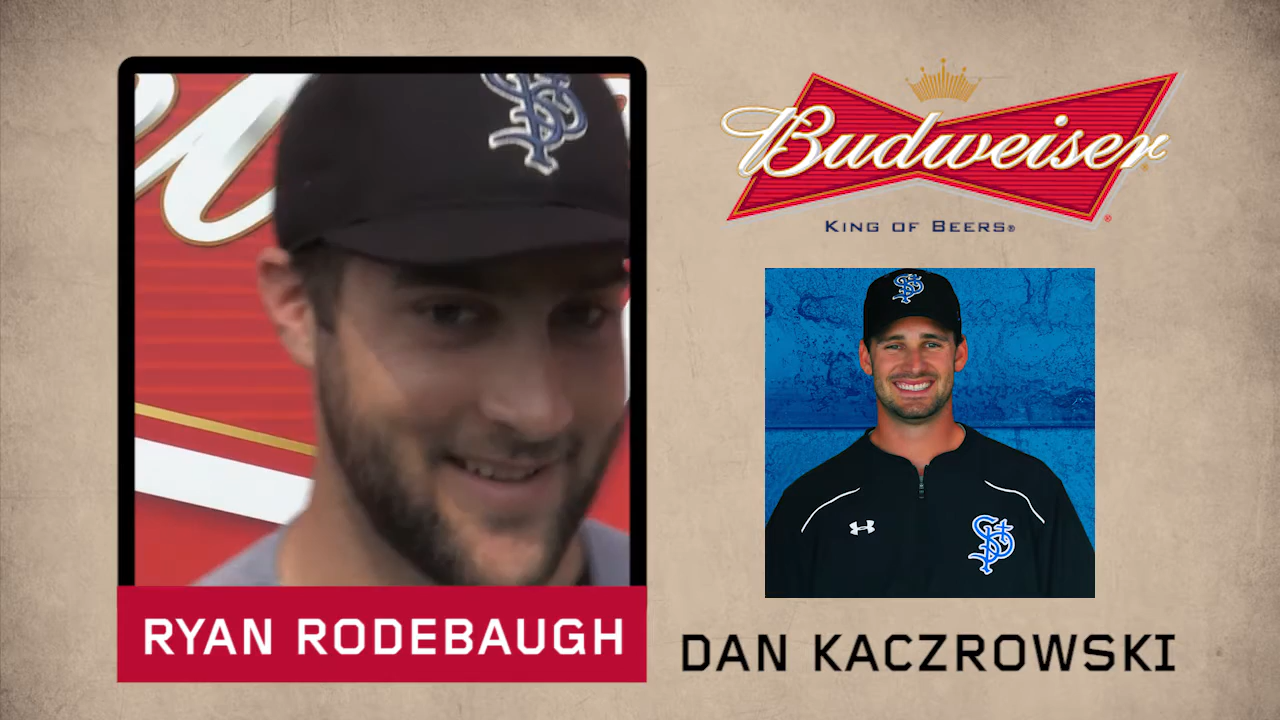 Budweiser
KING OF BEERS®
RYAN RODEBAUGH
DAN KACZROWSKI